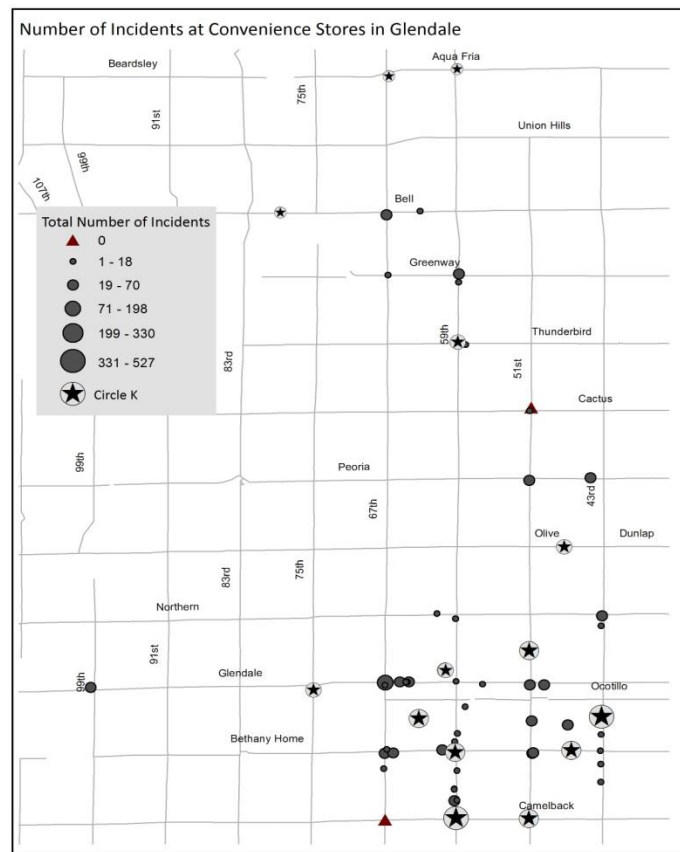 Number of Incidents at Convenience Stores in Glendale
Beardsley
Aqua Fria
75th
91st
Union Hills
99th
107th
Bell
Total Number of Incidents
0
1 - 18
19 - 70
71 - 198
199 - 330
331 - 527
Circle K
Greenway
59th
Thunderbird
83rd
51st
Cactus
99th
Peoria
67th
43rd
Olive
Dunlap
83rd
75th
Northern
91st
Glendale
99th
Ocotillo
Bethany Home
Camelback